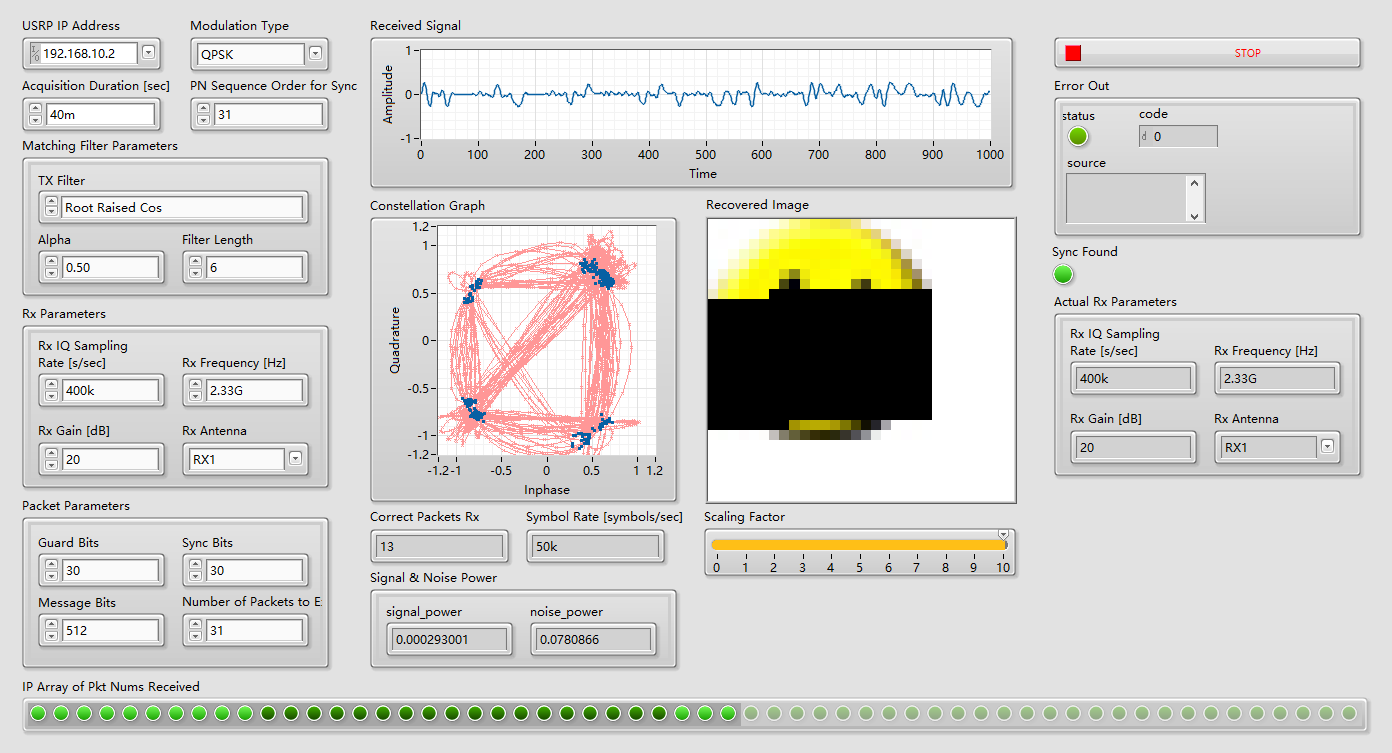 USRP IP Address
192.168.10.2
Modulation Type
QPSK
Acquisition Duration [sec]
40m
PN Sequence Order for Sync
31
Matching Filter Parameters
TX Filter
Root Raised Cos
Alpha
0.50
Filter Length
6
Rx Parameters
Rx IQ Sampling
Rate [s/sec]
400k
Rx Frequency [Hz]
2.33G
Rx Gain [dB]
20
Rx Antenna
RX1
Packet Parameters
Guard Bits
30
Sync Bits
30
Message Bits
512
Number of Packets to E
31
Received Signal
Amplitude
1
0
-1
0 100 200 300 400 500 600 700 800 900 1000
Time
Constellation Graph
Quadrature
1.2
1
0.5
0
-0.5
-1
-1.2
-1.2 -1 -0.5 0 0.5 1 1.2
Inphase
Recovered Image
Correct Packets Rx
13
Symbol Rate [symbols/sec]
50k
Scaling Factor
0 1 2 3 4 5 6 7 8 9 10
Signal & Noise Power
signal_power
0.000293001
noise_power
0.0780866
STOP
Error Out
status
code
d 0
source
Sync Found
Actual Rx Parameters
Rx IQ Sampling
Rate [s/sec]
400k
Rx Frequency [Hz]
2.33G
Rx Gain [dB]
20
Rx Antenna
RX1
IP Array of Pkt Nums Received